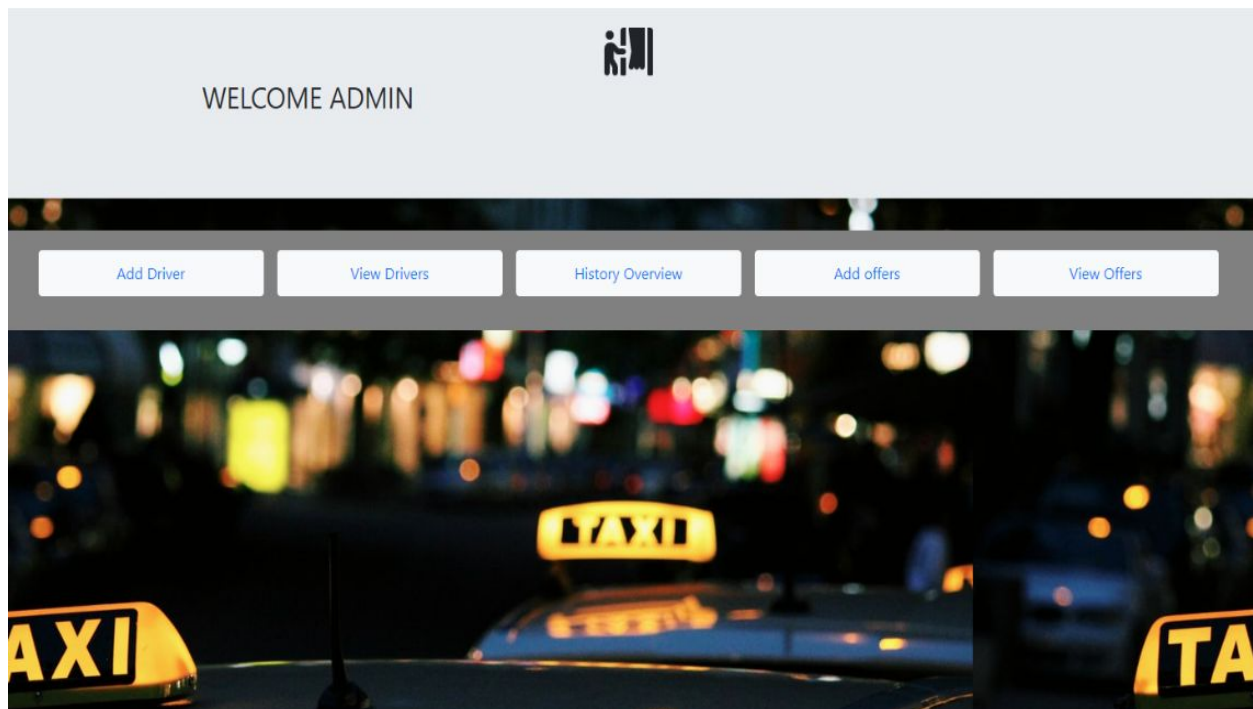 WELCOME ADMIN
Add Driver View Drivers History Overview Add offers View Offers
TAXI
AXI
TA